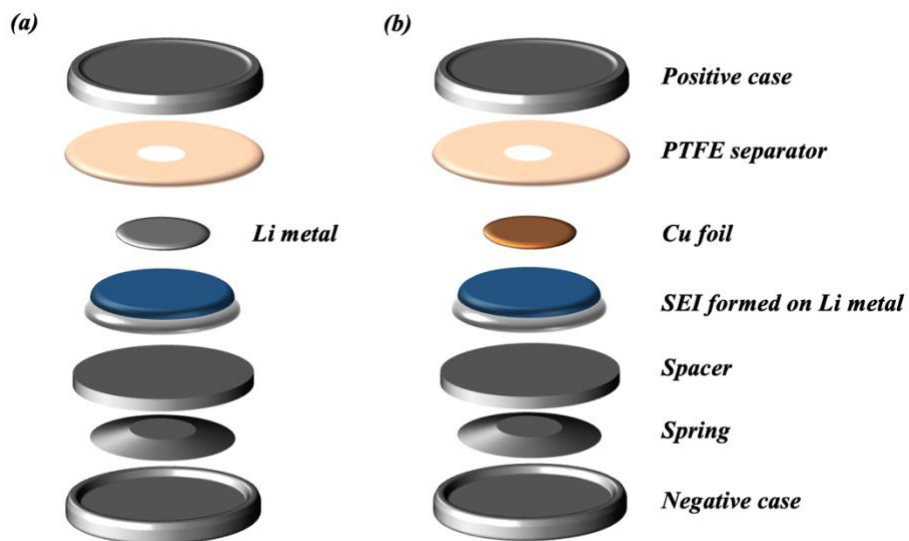 (a)
(b)
Positive case
PTFE separator
Li metal
Cu foil
SEI formed on Li metal
Spacer
Spring
Negative case